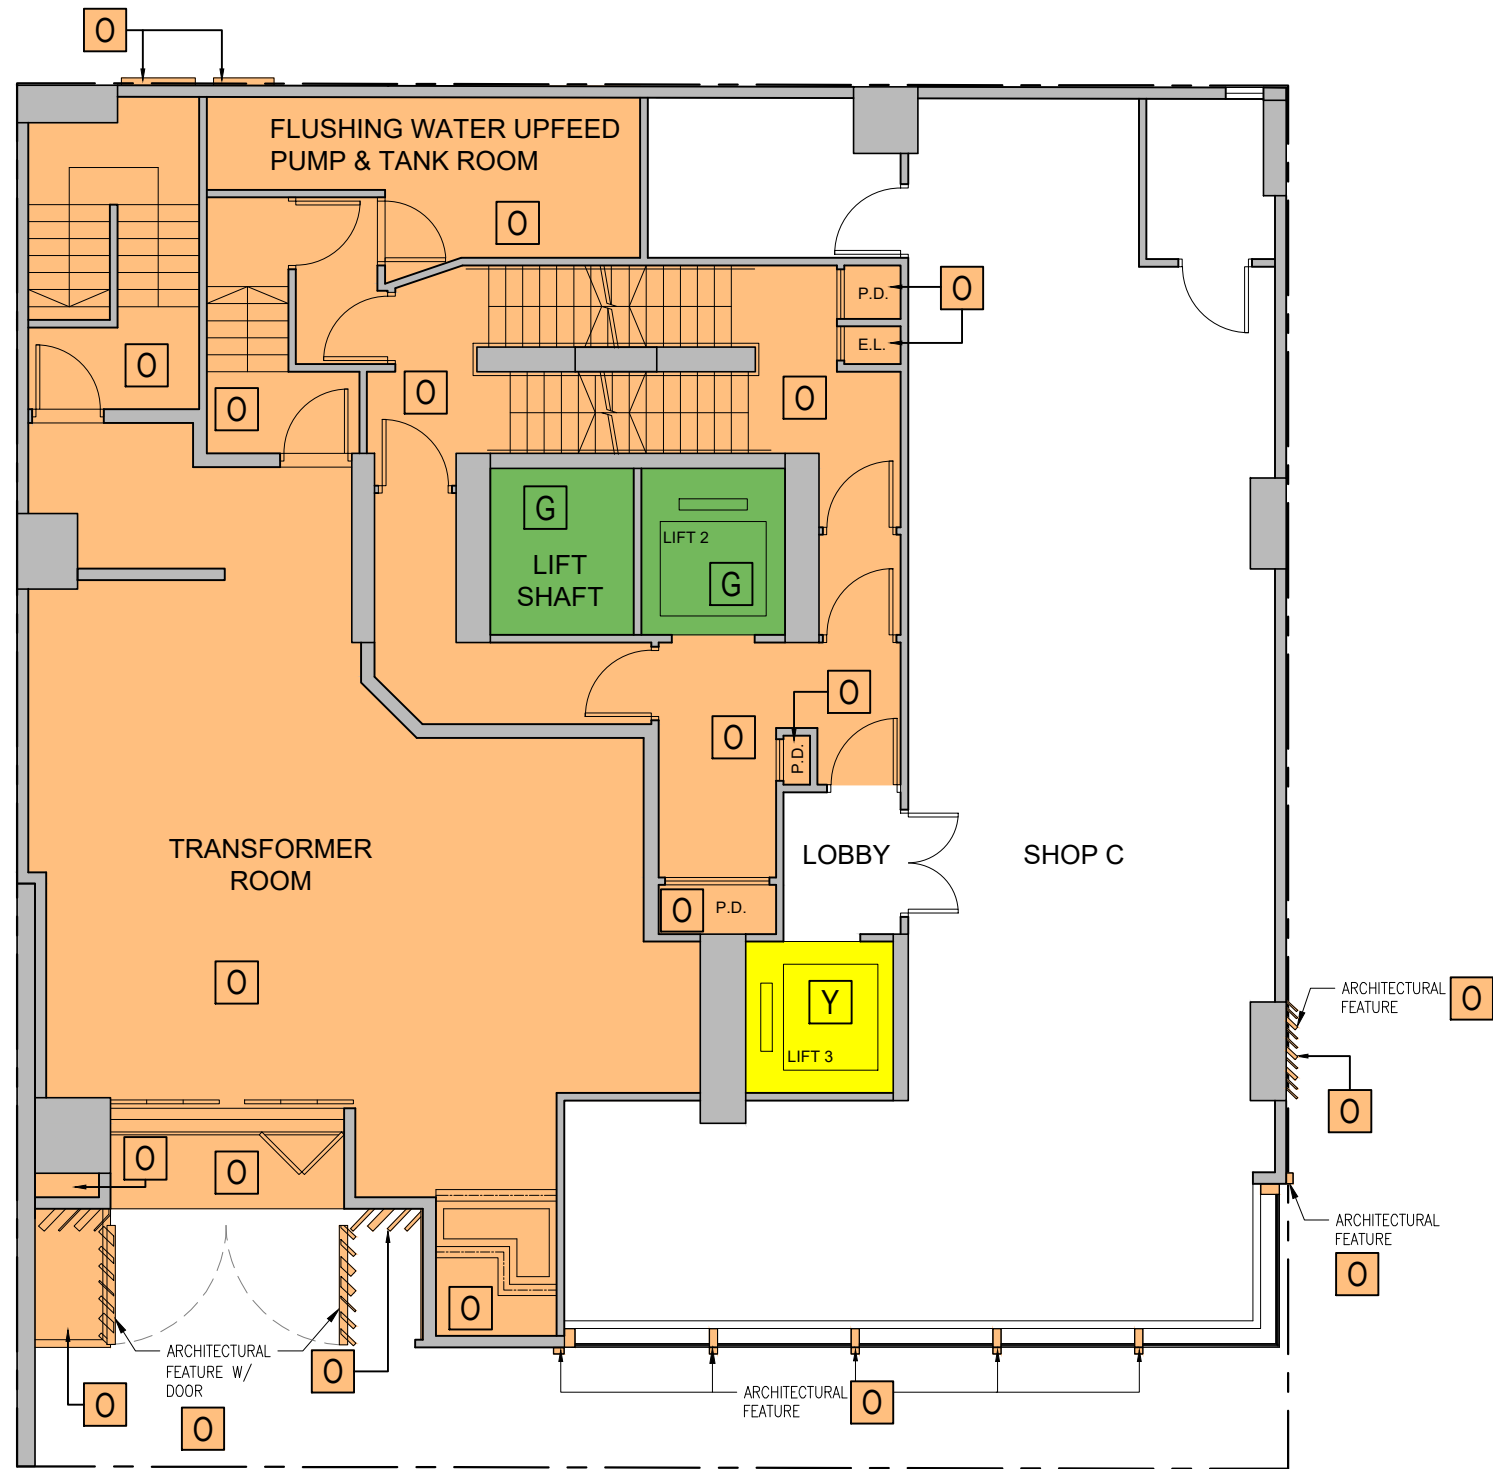 O
FLUSHING WATER UPFEED
PUMP & TANK ROOM
O
P.D.
O
E.L.
O
O
O
O
G
LIFT
SHAFT
LIFT 2
G
O
O
P.D.
TRANSFORMER
ROOM
LOBBY
SHOP C
O
P.D.
O
Y
LIFT 3
ARCHITECTURAL
FEATURE
O
O
O
O
ARCHITECTURAL
FEATURE
O
O
ARCHITECTURAL
FEATURE W/
DOOR
O
O
O
ARCHITECTURAL
FEATURE
O